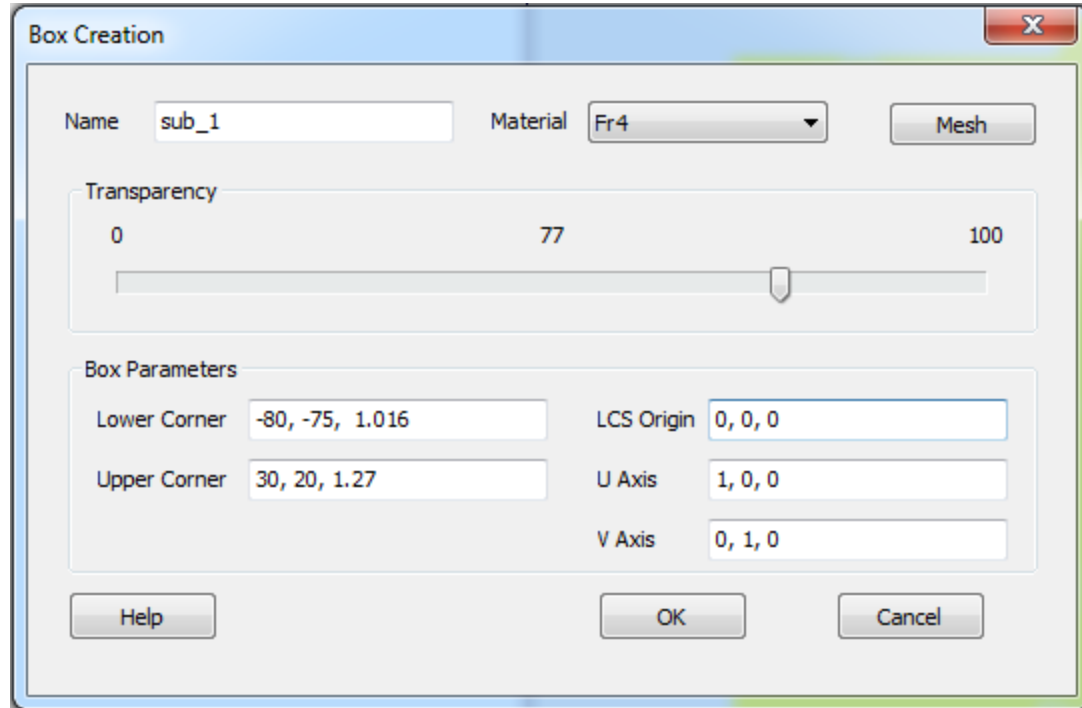 Box Creation
Name sub_1 Material Fr4 Mesh
Transparency
0 77 100
Box Parameters
Lower Corner -80, -75, 1.016 LCS Origin 0, 0, 0
Upper Corner 30, 20, 1.27 U Axis 1, 0, 0
V Axis 0, 1, 0
Help OK Cancel